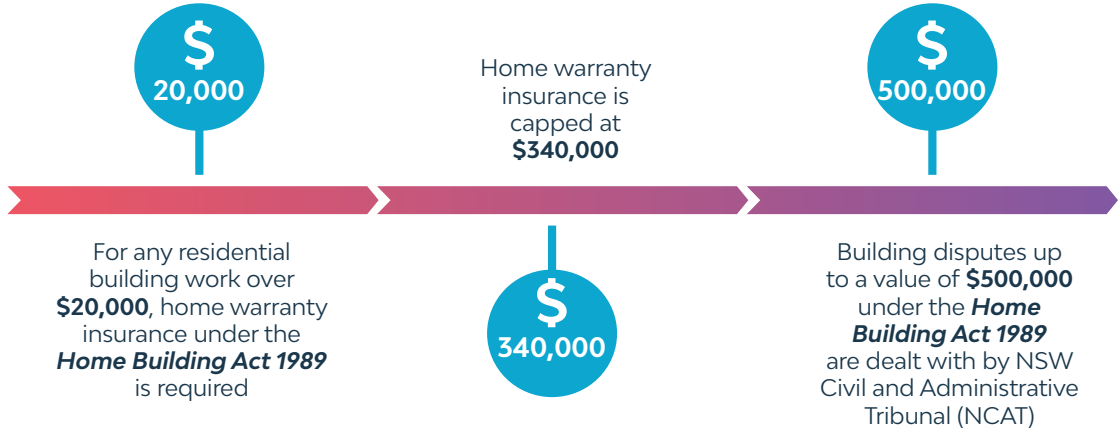 $
20,000
For any residential
building work over
$20,000, home warranty
insurance under the
Home Building Act 1989
is required
Home warranty
insurance is
capped at
$340,000
$
340,000
$
500,000
Building disputes up
to a value of $500,000
under the Home
Building Act 1989
are dealt with by NSW
Civil and Administrative
Tribunal (NCAT)